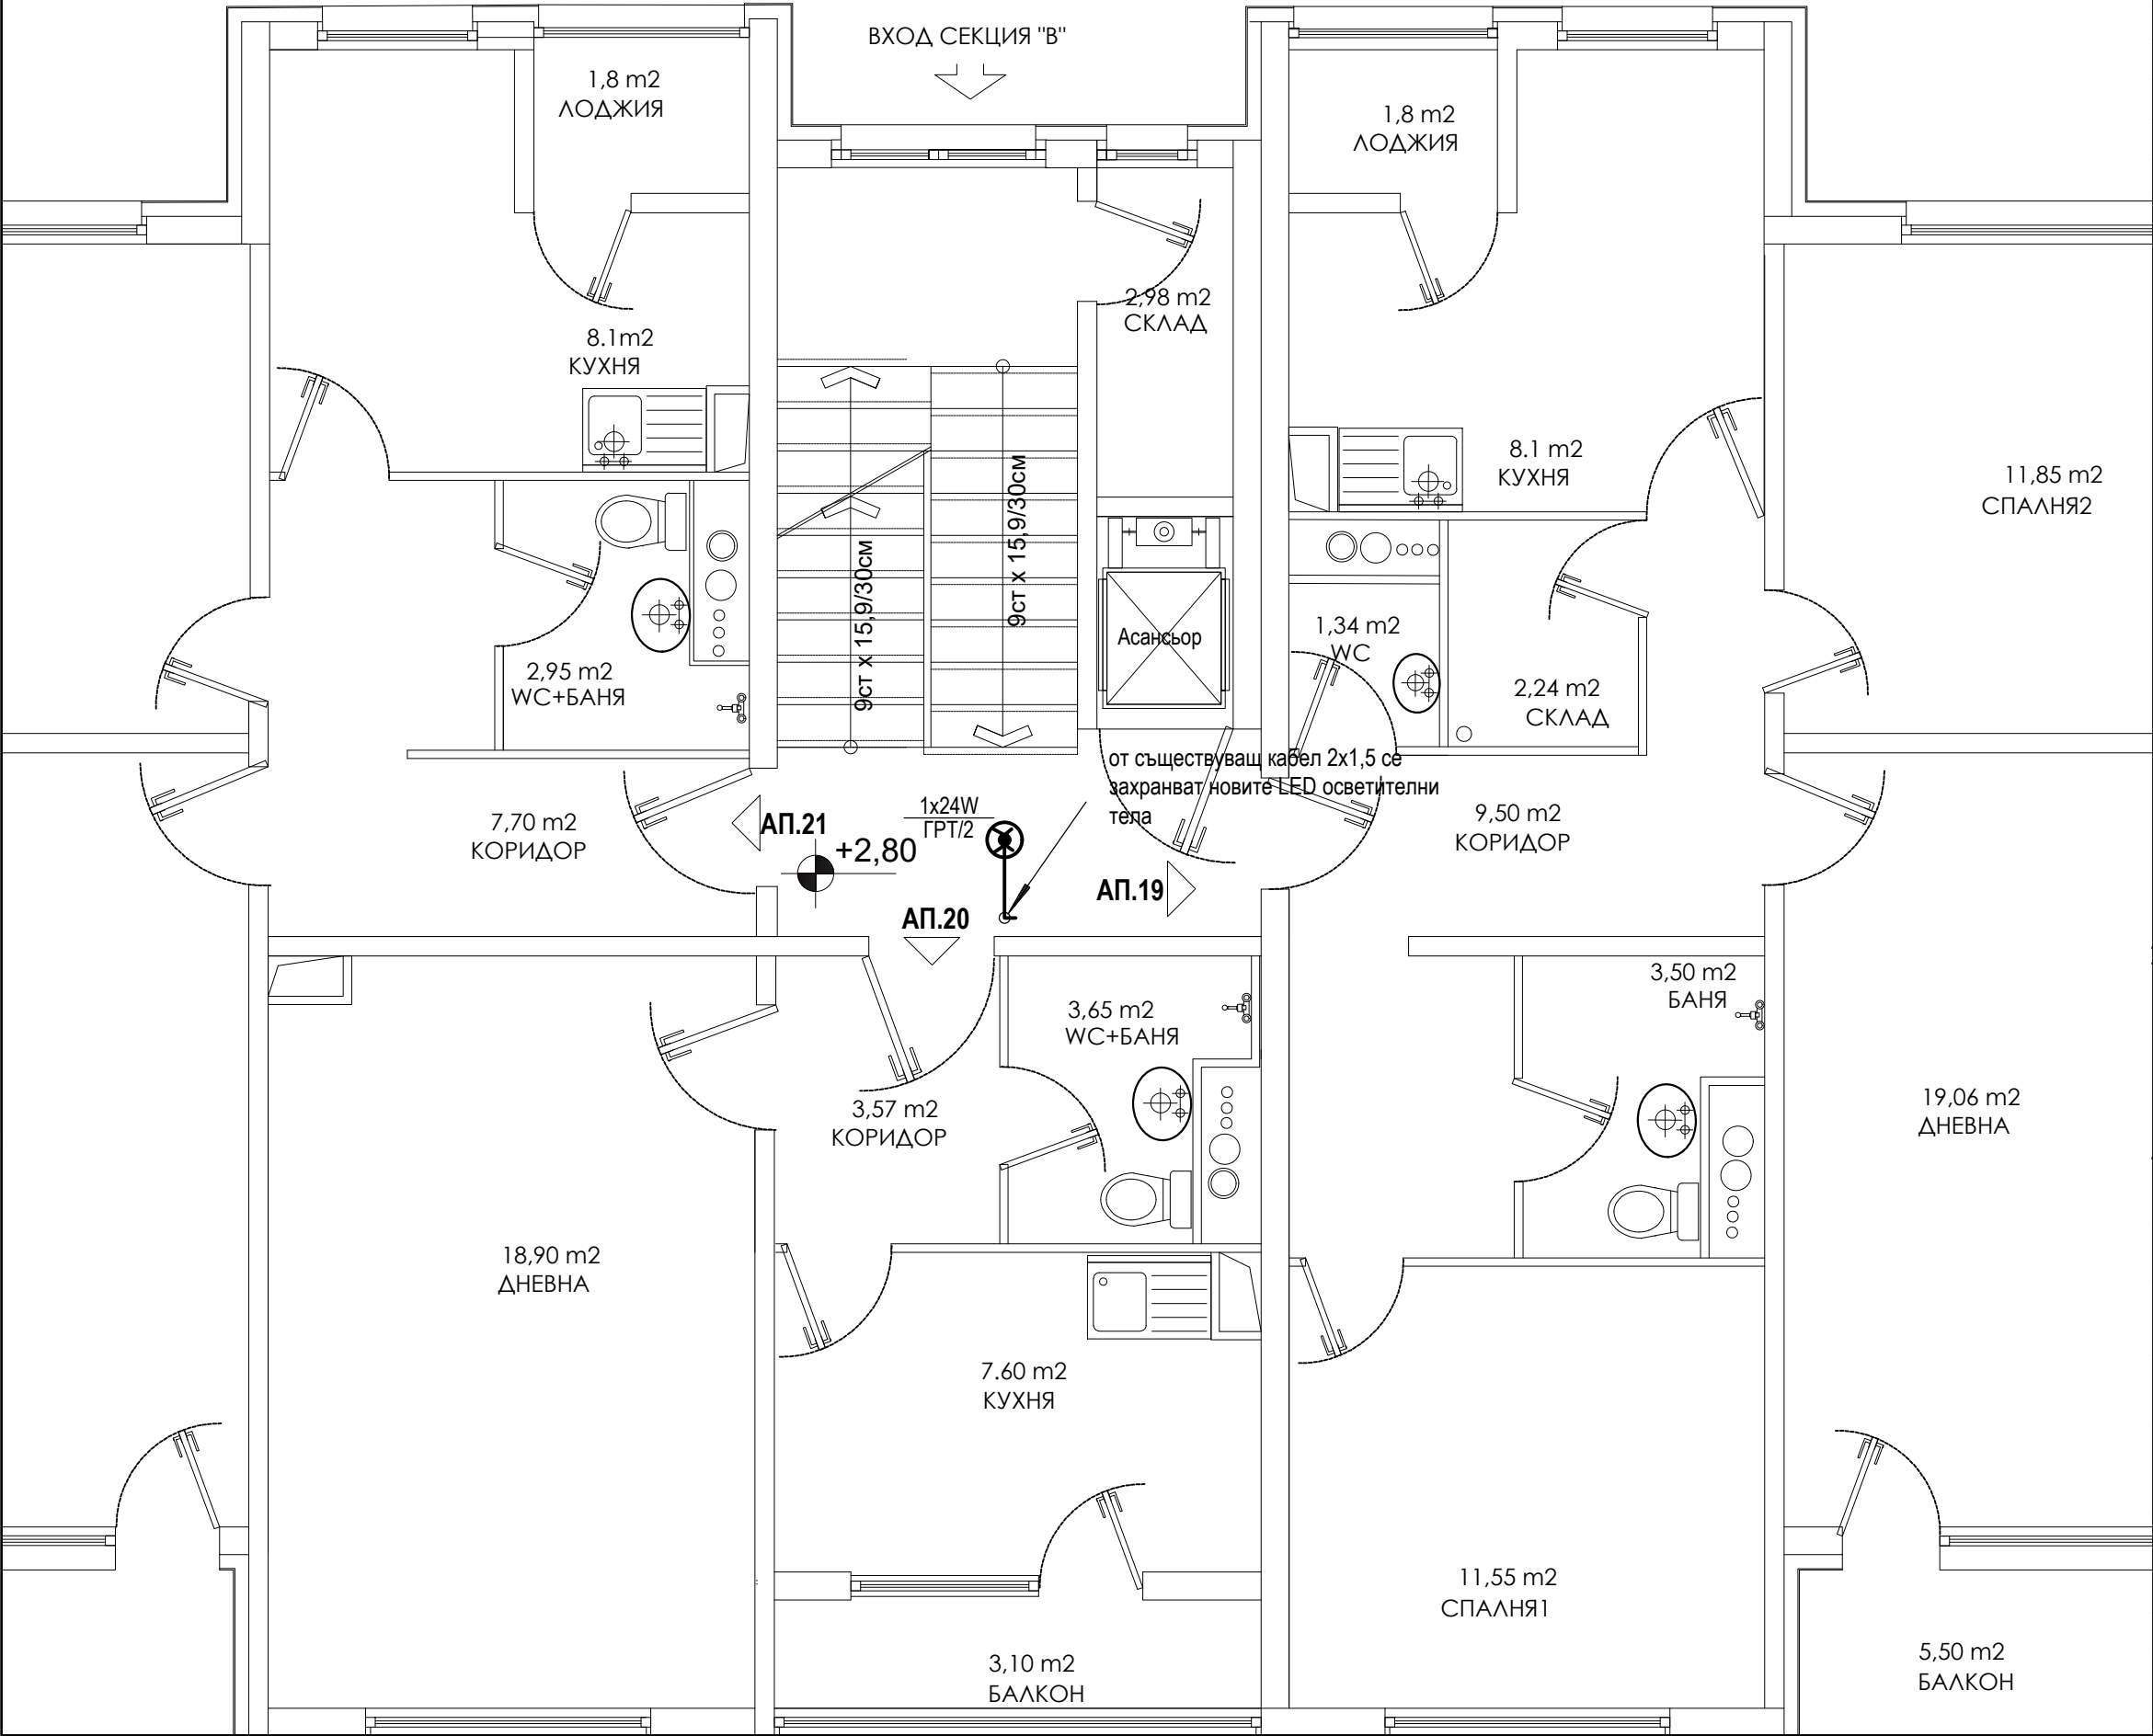 ВХОД СЕКЦИЯ "В"
1,8 m2
ЛОДЖИЯ
1,8 m2
ЛОДЖИЯ
2,98 m2
СКЛАД
8.1m2
КУХНЯ
8.1 m2
КУХНЯ
11,85 m2
СПАЛНЯ2
9ст х 15,9/30см
9ст х 15,9/30см
Асансьор
1,34 m2
WC
2,95 m2
WC+БАНЯ
2,24 m2
СКЛАД
от съществуващ кабел 2х1,5 се
захранват новите LED осветителни
тела
7,70 m2
КОРИДОР
АП.21
+2,80
1x24W
ГРТ/2
9,50 m2
КОРИДОР
АП.19
АП.20
3,65 m2
WC+БАНЯ
3,50 m2
БАНЯ
3,57 m2
КОРИДОР
19,06 m2
ДНЕВНА
18,90 m2
ДНЕВНА
7.60 m2
КУХНЯ
11,55 m2
СПАЛНЯ1
3,10 m2
БАЛКОН
5,50 m2
БАЛКОН